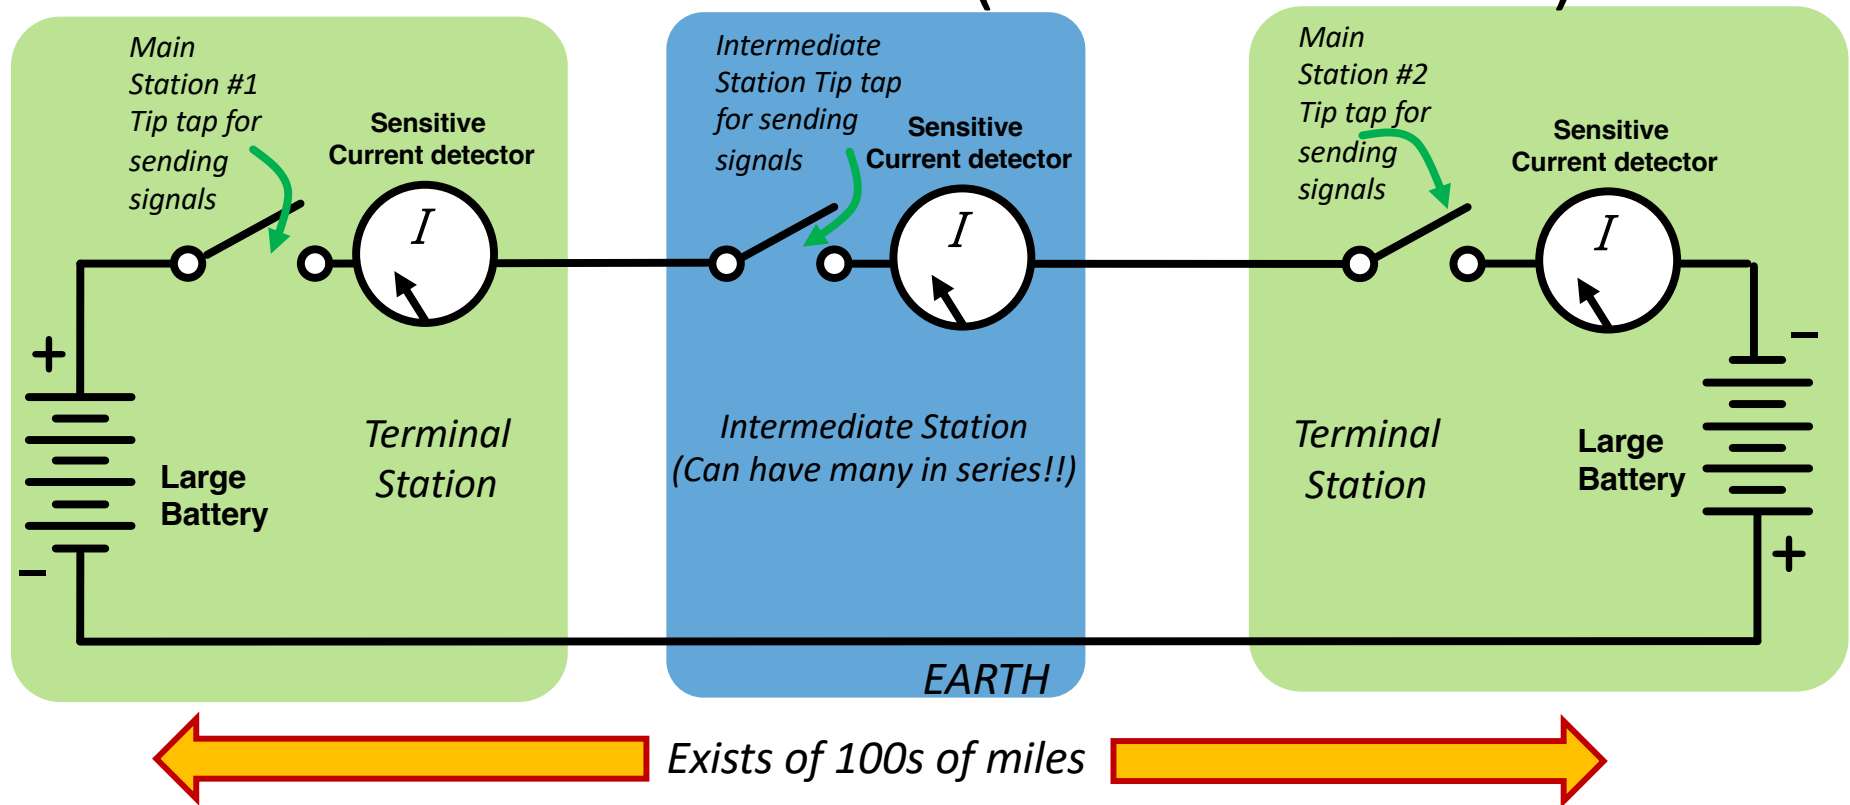 Main
Station #1
Tip tap for
sending
signals
Sensitive
Current detector
I
+
Large
Battery
−
Terminal
Station
Intermediate
Station Tip tap
for sending
signals
Sensitive
Current detector
I
Intermediate Station
(Can have many in series!!)
EARTH
Main
Station #2
Tip tap for
sending
signals
Sensitive
Current detector
I
−
Terminal
Station
Large
Battery
+
Exists of 100s of miles